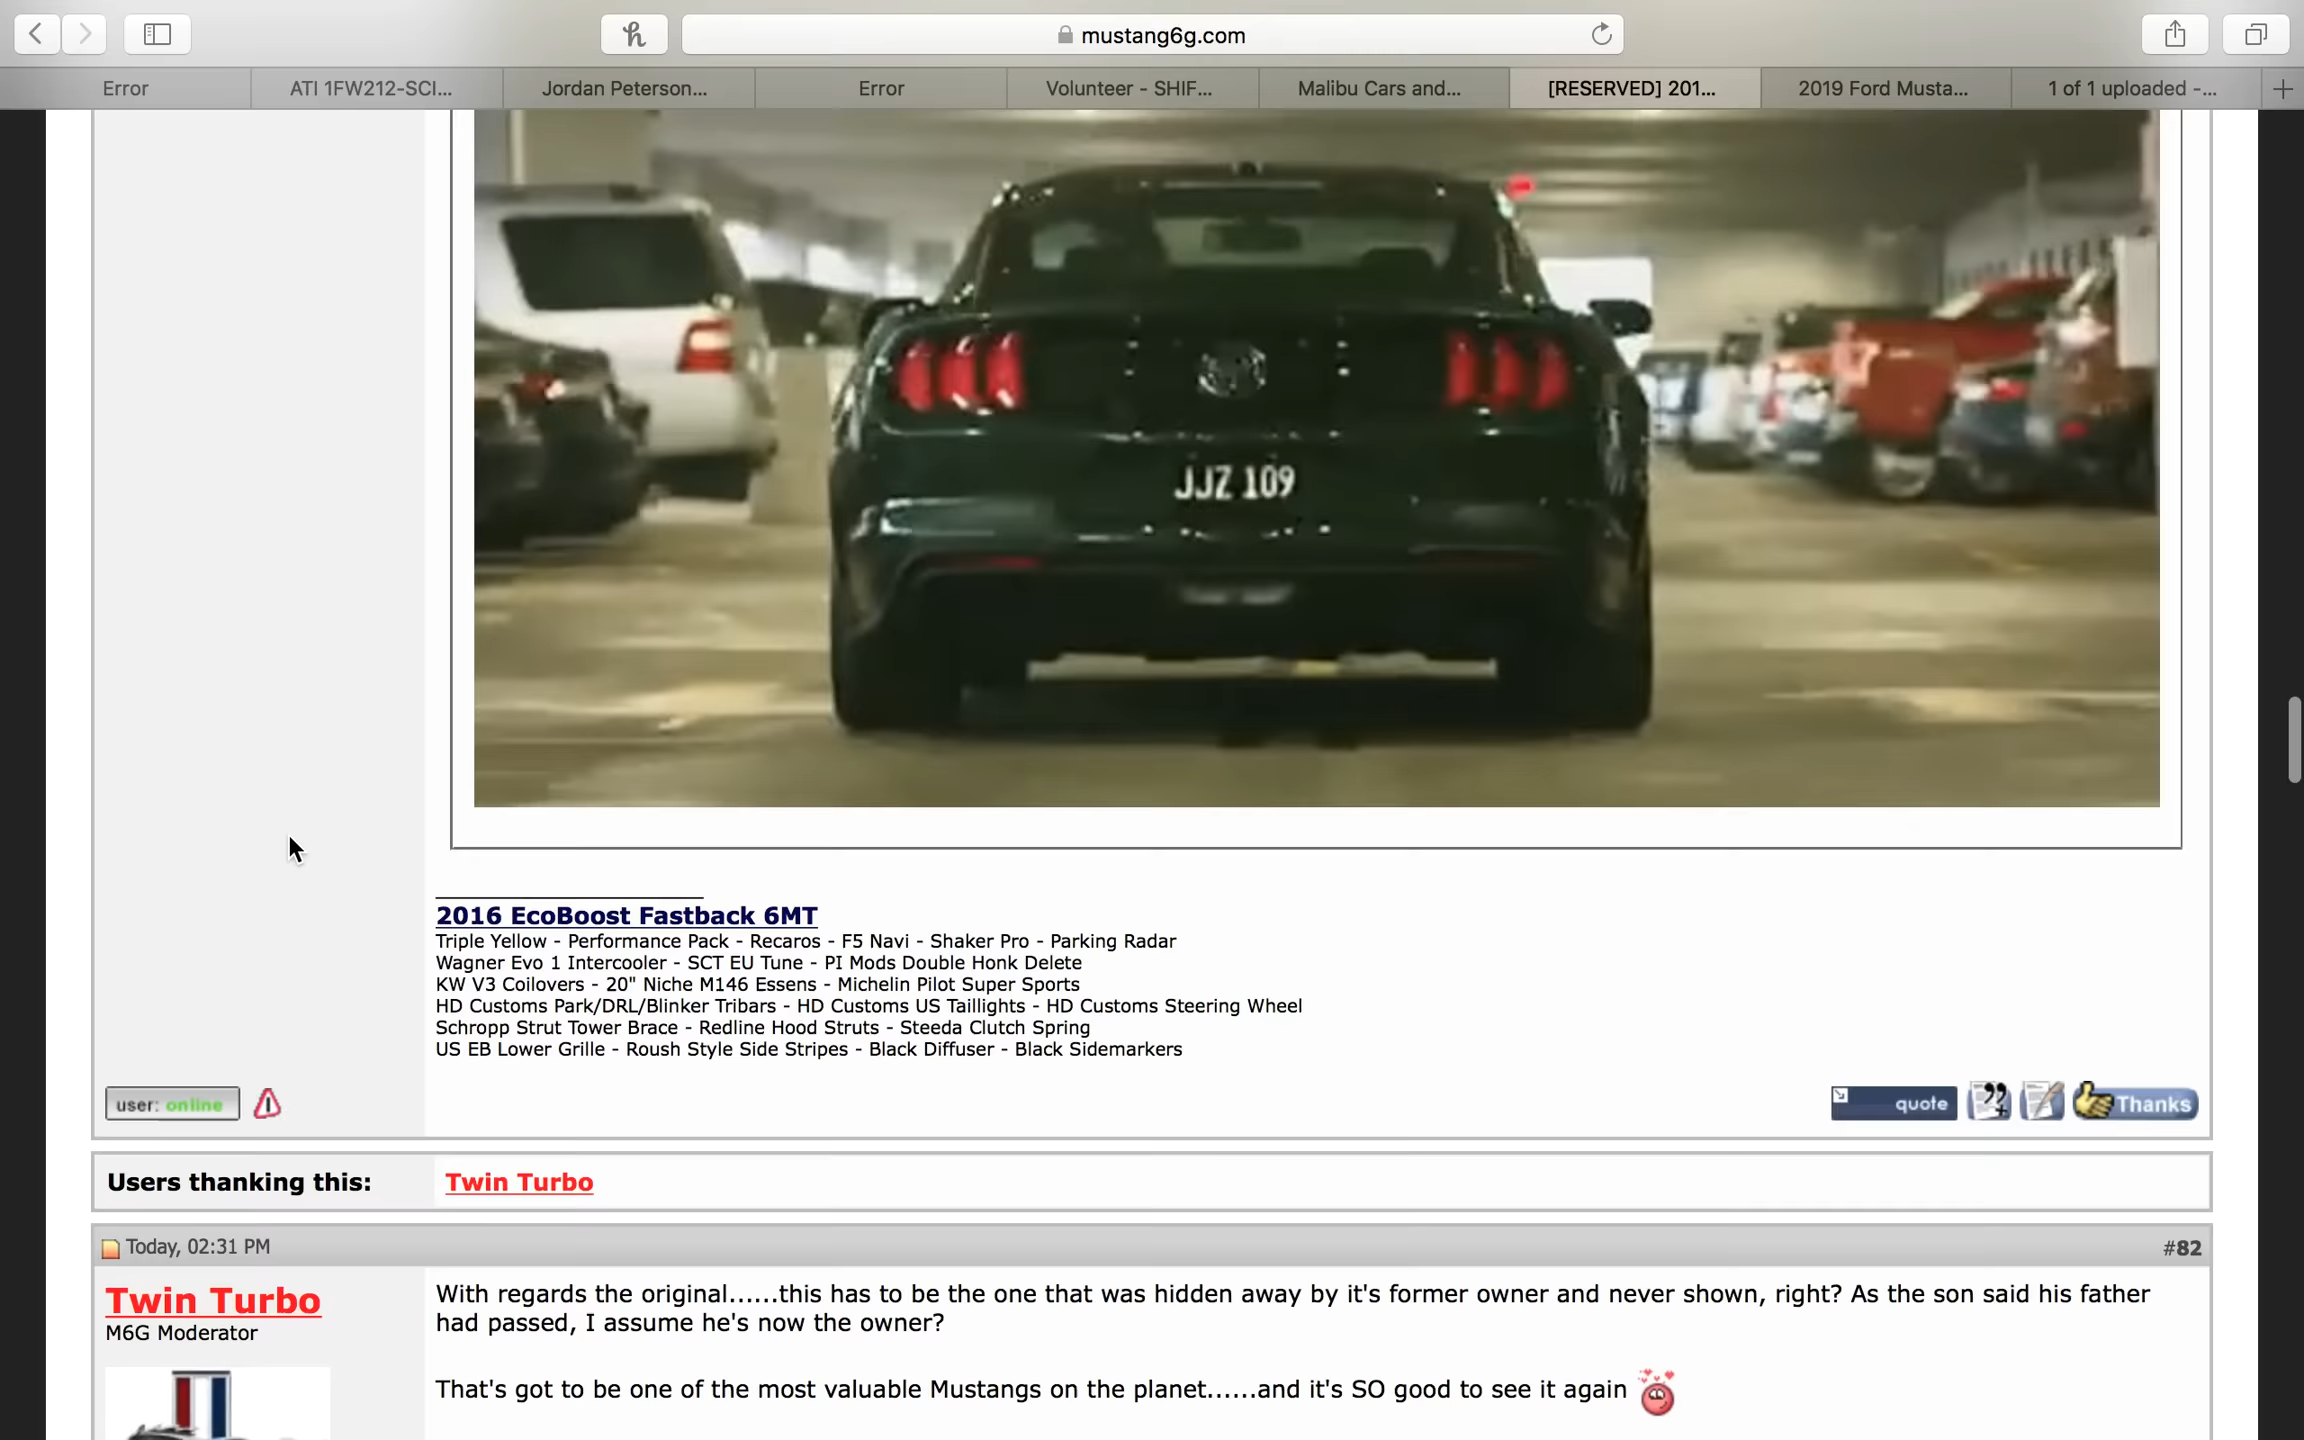 mustang6g.com
Error
ATI 1FW212-SCI...
Jordan Peterson...
Error
Volunteer - SHIF...
Malibu Cars and...
[RESERVED] 201...
2019 Ford Musta...
1 of 1 uploaded -...
JJZ 109
2016 EcoBoost Fastback 6MT
Triple Yellow - Performance Pack - Recaros - F5 Navi - Shaker Pro - Parking Radar
Wagner Evo 1 Intercooler - SCT EU Tune - PI Mods Double Honk Delete
KW V3 Coilovers - 20" Niche M146 Essens - Michelin Pilot Super Sports
HD Customs Park/DRL/Blinker Tribars - HD Customs US Taillights - HD Customs Steering Wheel
Schropp Strut Tower Brace - Redline Hood Struts - Steeda Clutch Spring
US EB Lower Grille - Roush Style Side Stripes - Black Diffuser - Black Sidemarkers
user: online
quote
Thanks
Users thanking this: Twin Turbo
Today, 02:31 PM #82
Twin Turbo
M6G Moderator
With regards the original......this has to be the one that was hidden away by it's former owner and never shown, right? As the son said his father
had passed, I assume he's now the owner?
That's got to be one of the most valuable Mustangs on the planet......and it's SO good to see it again